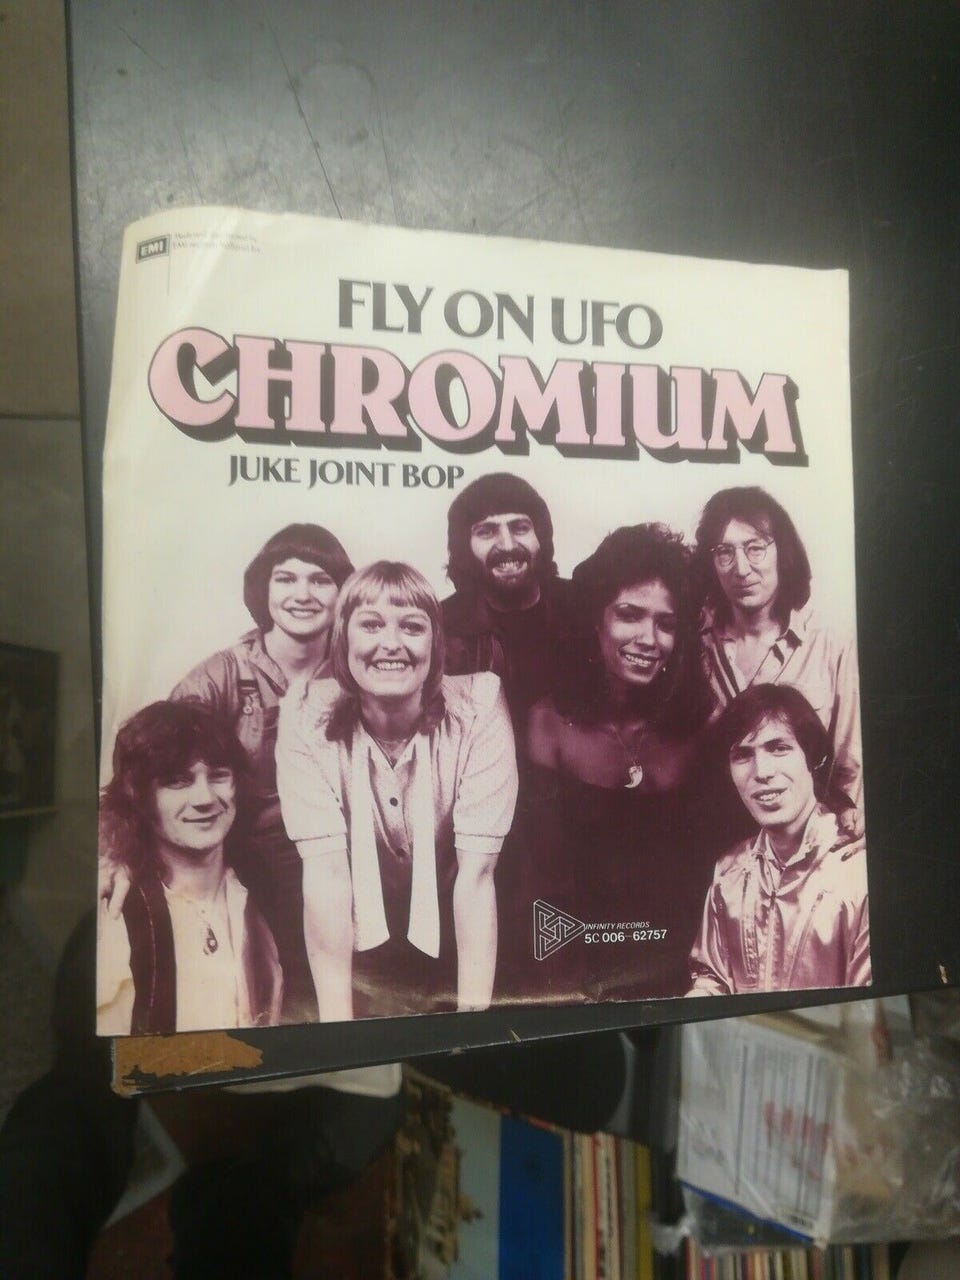 EMI
FLY ON UFO
CHROMIUM
JUKE JOINT BOP
INFINITY RECORDS
5C 006-62757